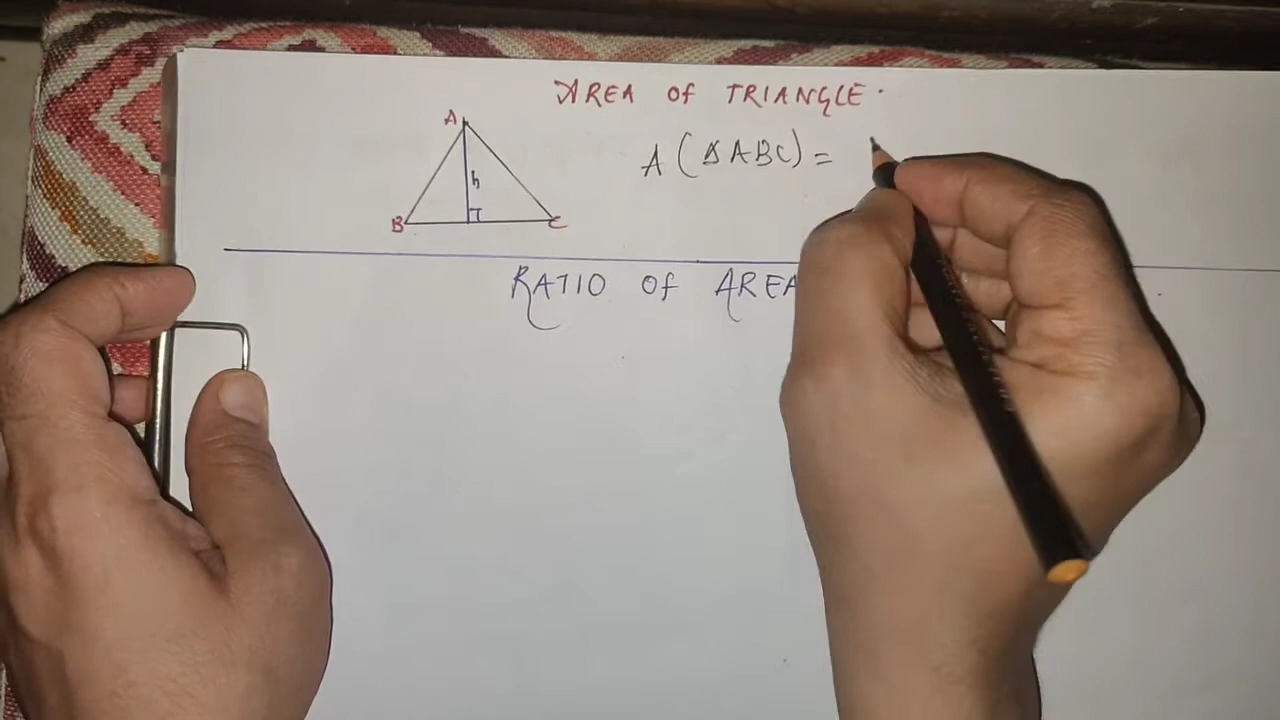 AREA Of TRIANGLE.
A
A (ΔABC) =
h
B
C
RATIO Of AREA